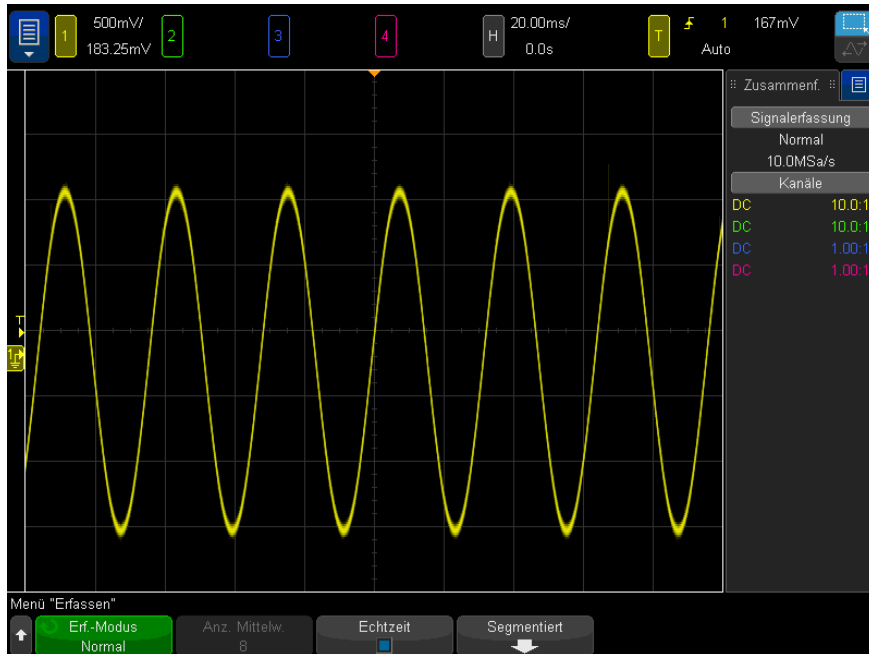 1
500mV/
183.25mV
2
3
4
H
20.00ms/
0.0s
T
1
167mV
Auto
Zusammenf.
Signalerfassung
Normal
10.0MSa/s
Kanäle
DC 10.0:1
DC 10.0:1
DC 1.00:1
DC 1.00:1
T
1
Menü "Erfassen"
Erf.-Modus
Normal
Anz. Mittelw.
8
Echtzeit
Segmentiert